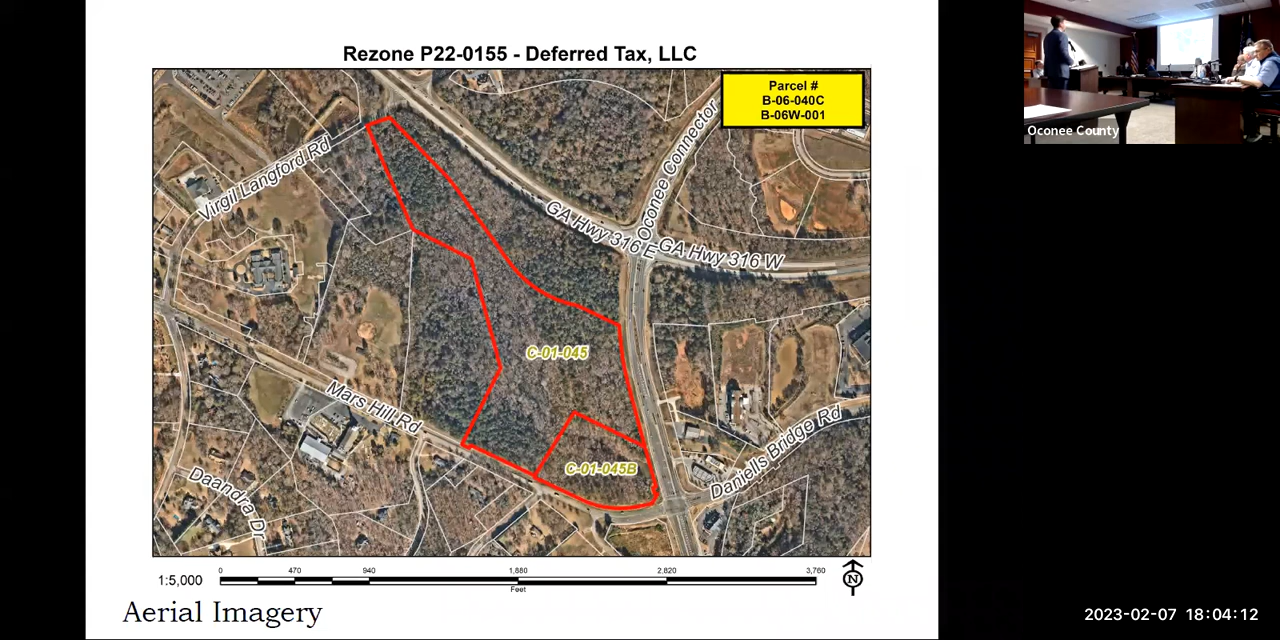 Rezone P22-0155 - Deferred Tax, LLC
Parcel #
B-06-040C
B-06W-001
Oconee County
Virgil Langford Rd
Oconee Connector
GA Hwy 316 E
GA Hwy 316 W
C-01-045
Mars Hill Rd
Daniells Bridge Rd
C-01-045B
Daandra Dr
1:5,000
0 470 940 1,880 2,820 3,760
Feet
N
Aerial Imagery
2023-02-07 18:04:12